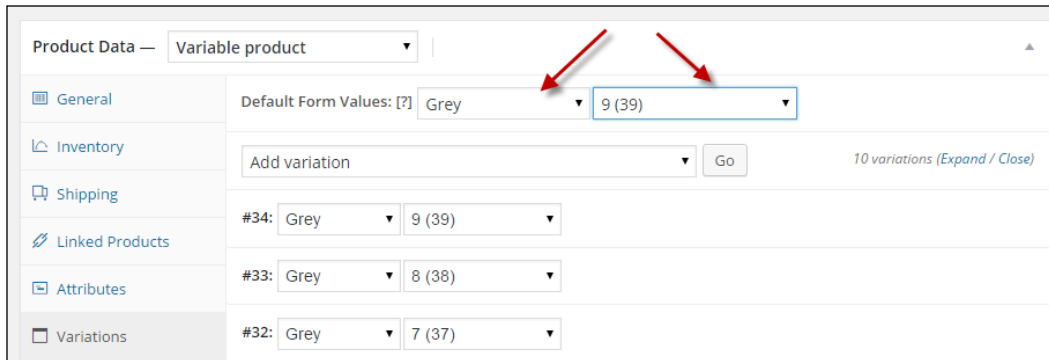 Product Data — Variable product
General
Default Form Values: [?] Grey 9 (39)
Inventory
Add variation Go 10 variations (Expand / Close)
Shipping
#34: Grey 9 (39)
Linked Products
#33: Grey 8 (38)
Attributes
#32: Grey 7 (37)
Variations